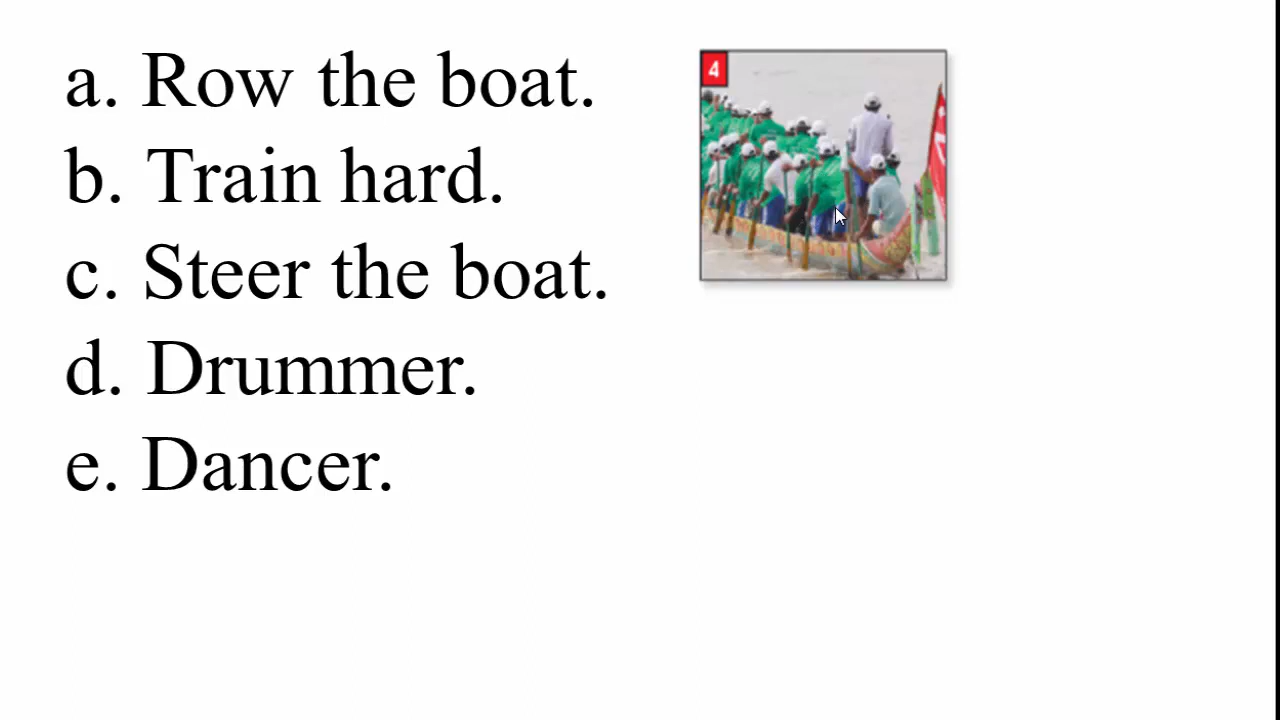 a. Row the boat.
b. Train hard.
c. Steer the boat.
d. Drummer.
e. Dancer.
4